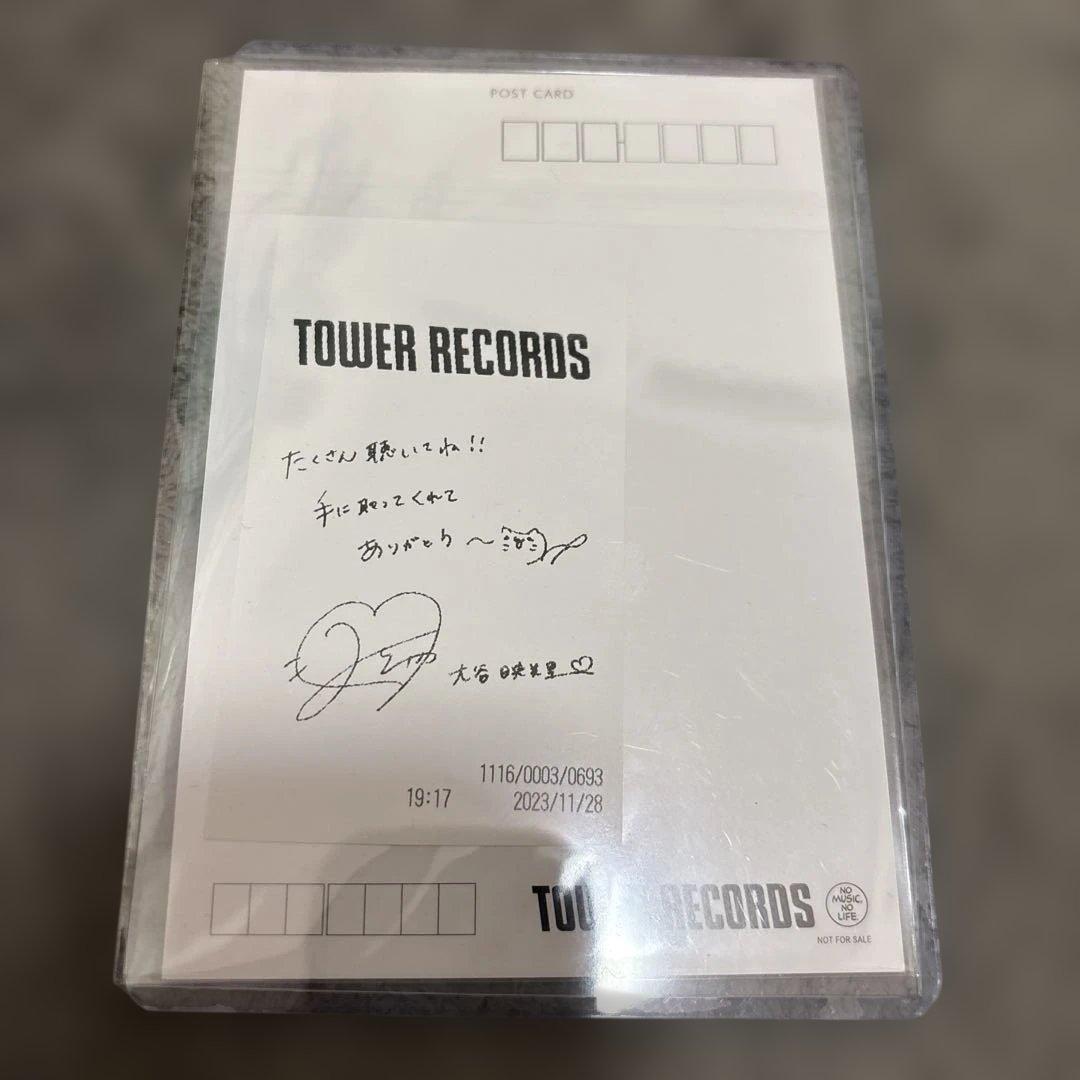 POST CARD
TOWER RECORDS
たくさん聴いてね!!
手に取ってくれて
ありがとう〜
大谷映美里♡
1116/0003/0693
19:17 2023/11/28
TOWER RECORDS
NO MUSIC, NO LIFE.
NOT FOR SALE